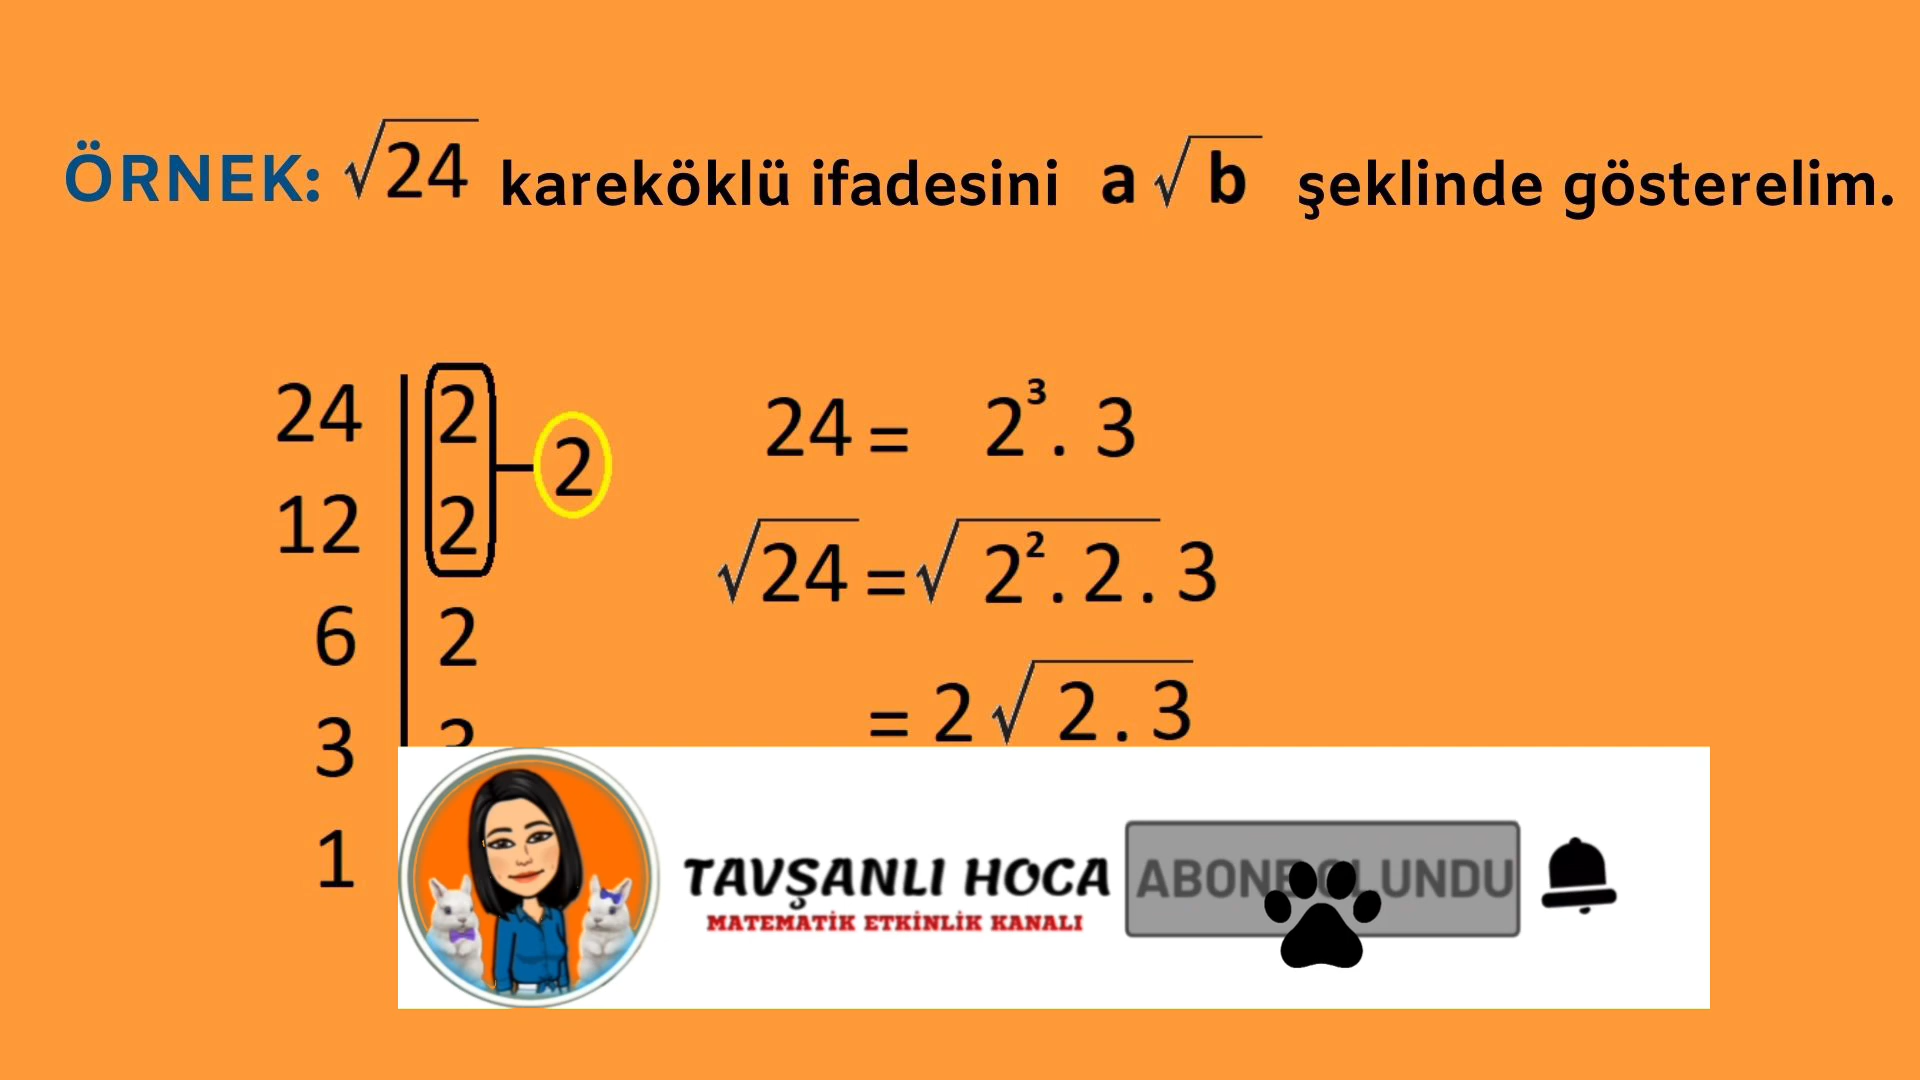 ÖRNEK: √24 kareköklü ifadesini a√b şeklinde gösterelim.
24 | 2
12 | 2
2
6 | 2
3 |
1
24 = 2³ . 3
√24 = √2² . 2 . 3
= 2 √2 . 3
TAVŞANLI HOCA
MATEMATİK ETKİNLİK KANALI
UNDU